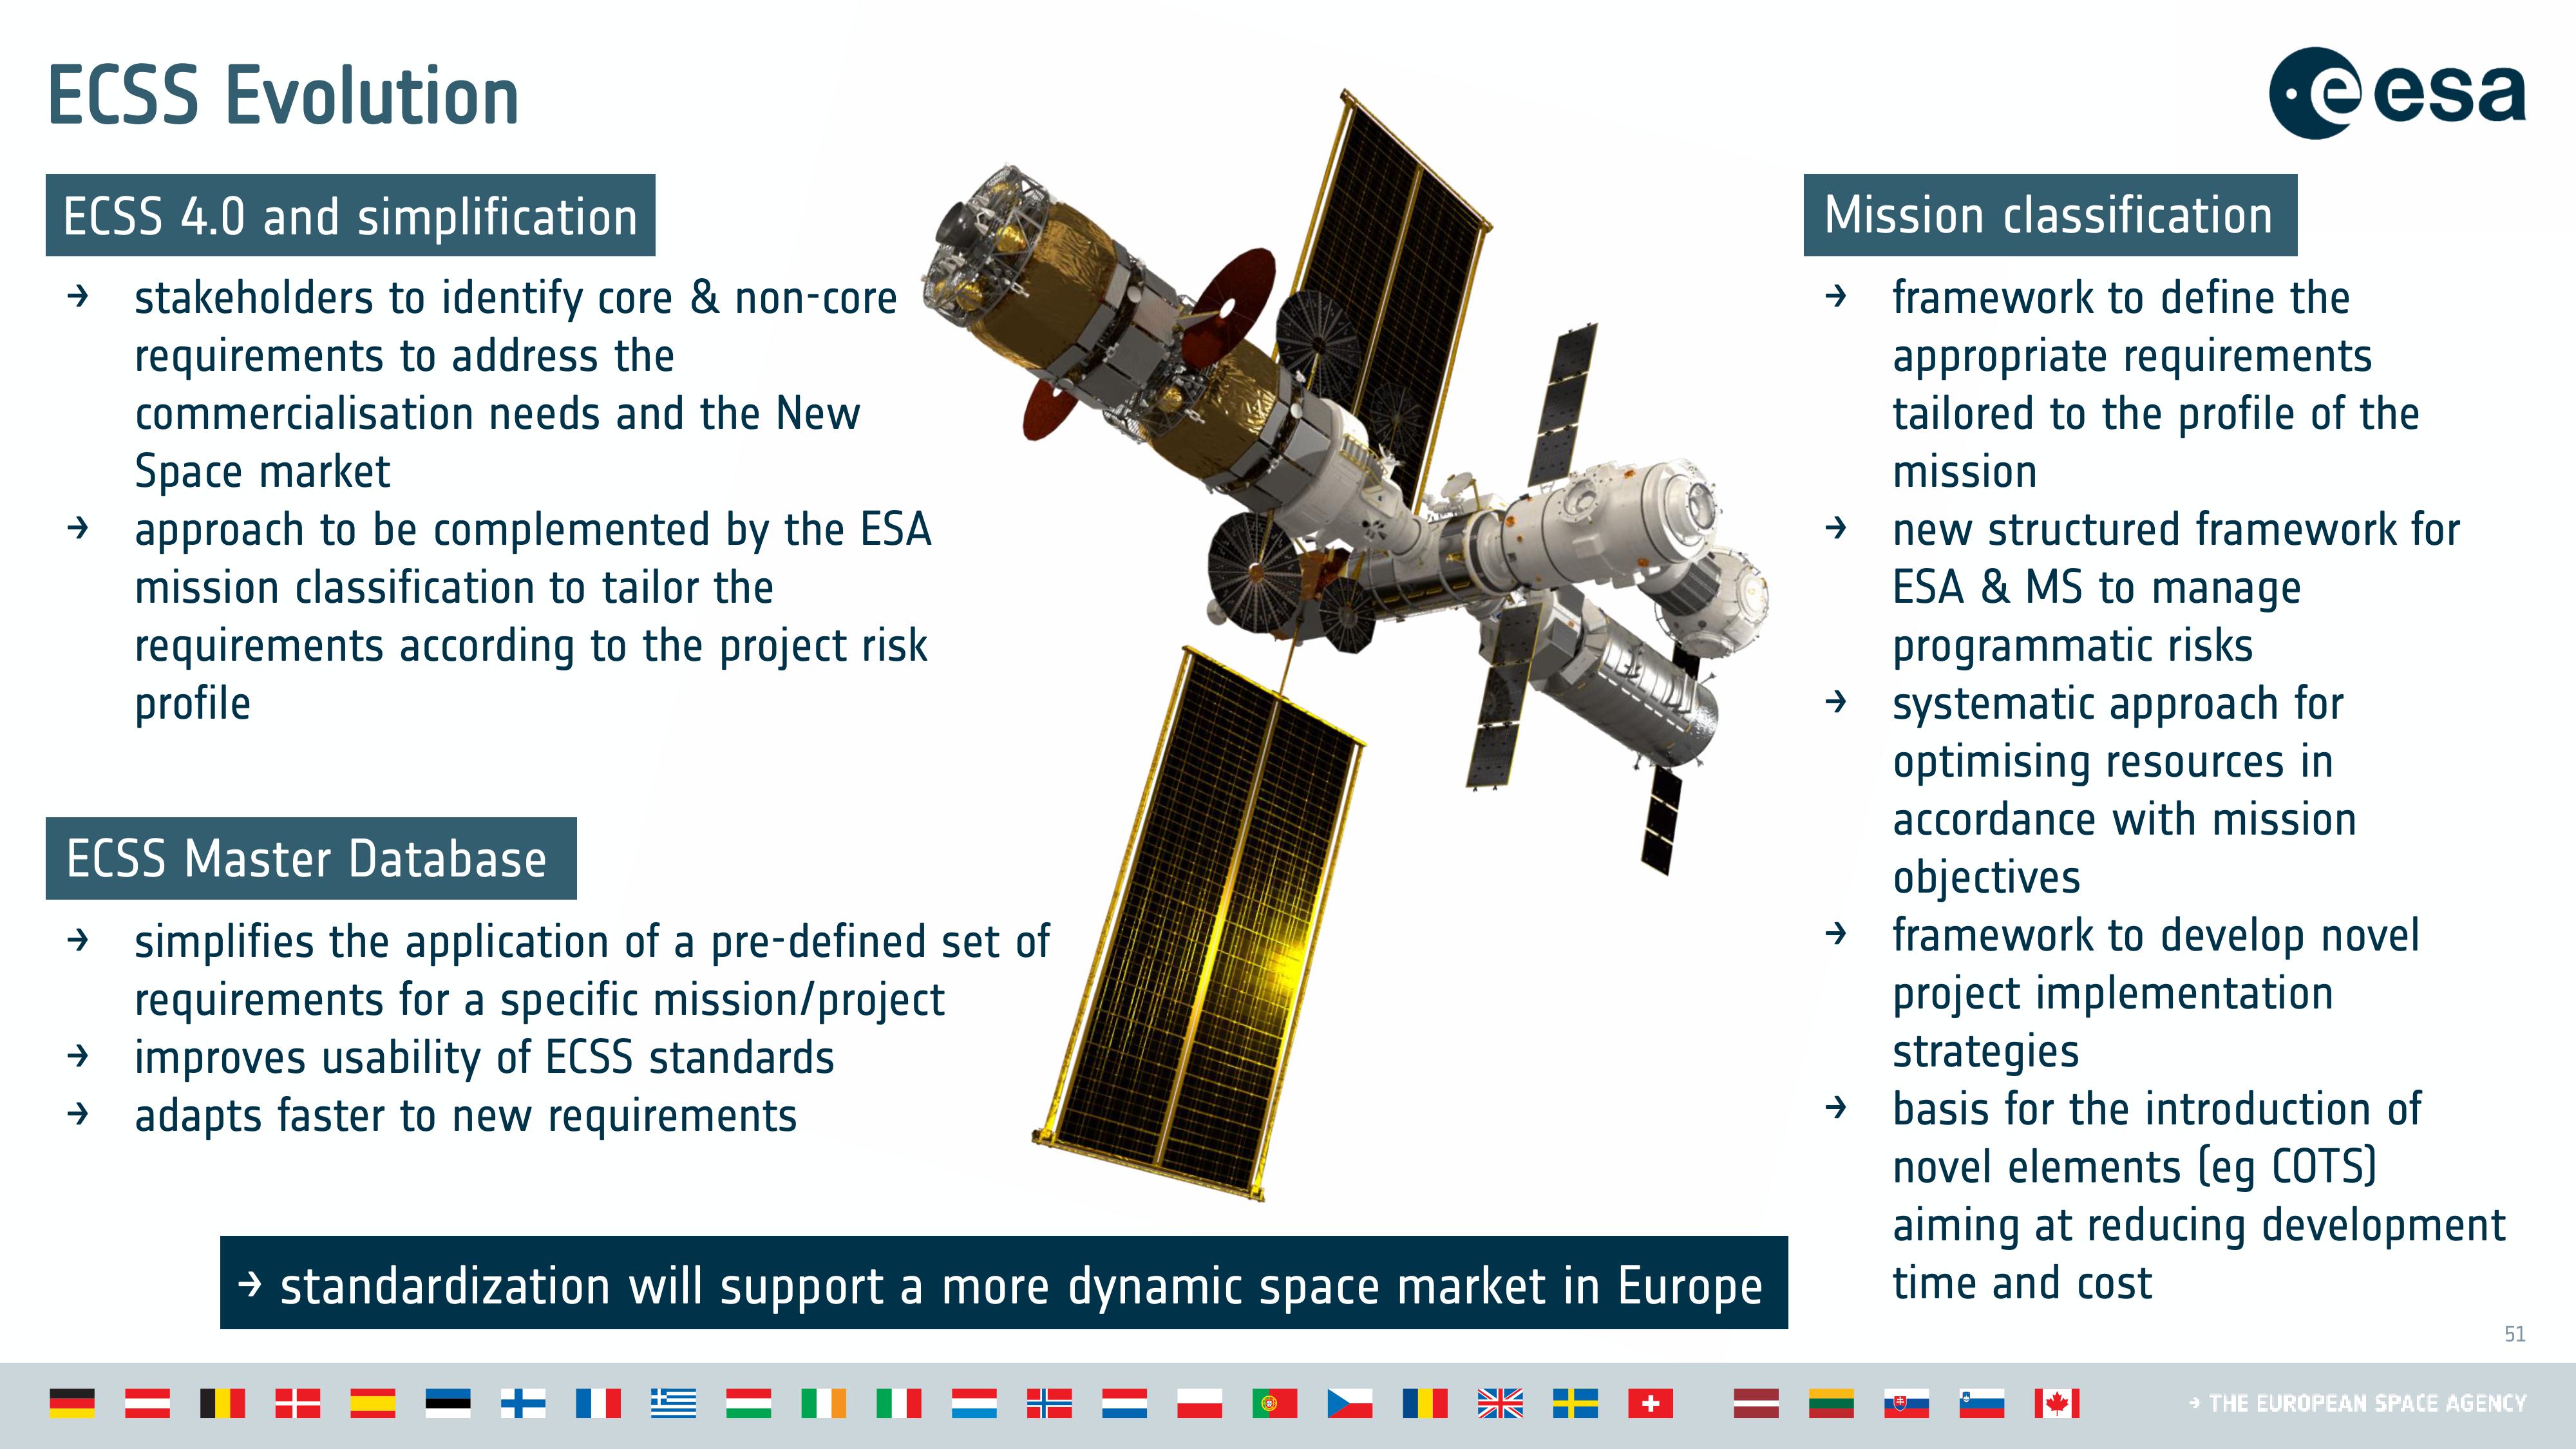 ECSS Evolution
esa
ECSS 4.0 and simplification
→ stakeholders to identify core & non-core
requirements to address the
commercialisation needs and the New
Space market
→ approach to be complemented by the ESA
mission classification to tailor the
requirements according to the project risk
profile
ECSS Master Database
→ simplifies the application of a pre-defined set of
requirements for a specific mission/project
→ improves usability of ECSS standards
→ adapts faster to new requirements
Mission classification
→ framework to define the
appropriate requirements
tailored to the profile of the
mission
→ new structured framework for
ESA & MS to manage
programmatic risks
→ systematic approach for
optimising resources in
accordance with mission
objectives
→ framework to develop novel
project implementation
strategies
→ basis for the introduction of
novel elements (eg COTS)
aiming at reducing development
time and cost
→ standardization will support a more dynamic space market in Europe
51
→ THE EUROPEAN SPACE AGENCY